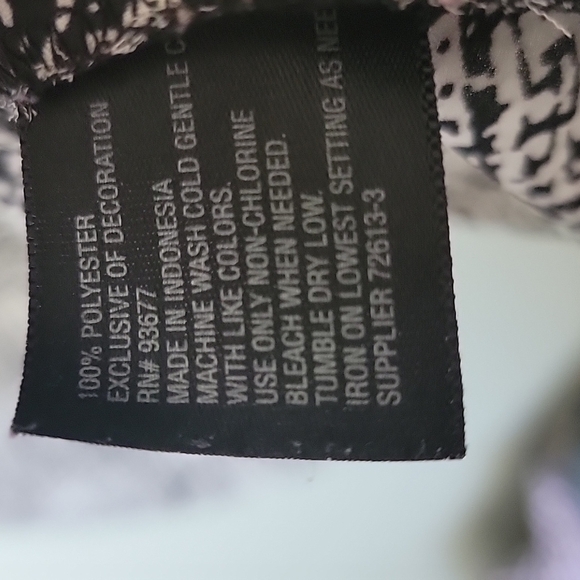 100% POLYESTER
EXCLUSIVE OF DECORATION
RN# 93677
MADE IN INDONESIA
MACHINE WASH COLD GENTLE
WITH LIKE COLORS.
USE ONLY NON-CHLORINE
BLEACH WHEN NEEDED.
TUMBLE DRY LOW.
IRON ON LOWEST SETTING AS NEE
SUPPLIER 72613-3